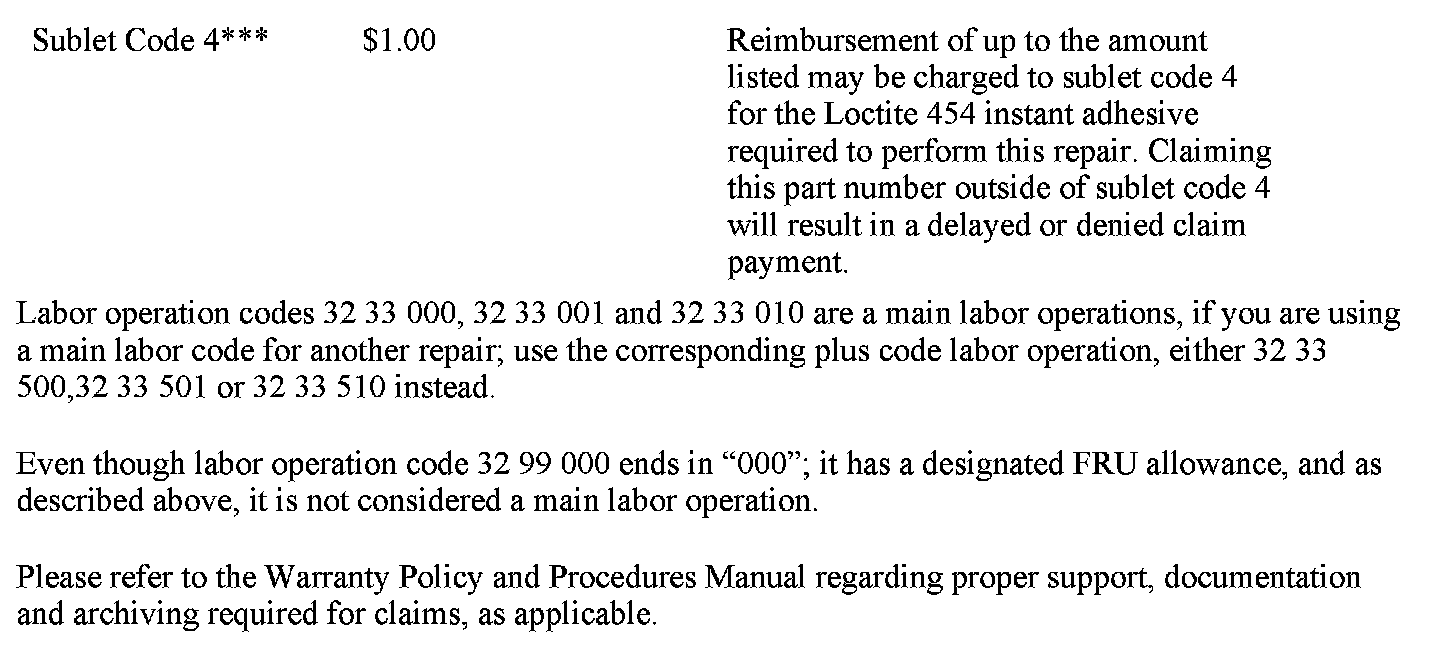 Sublet Code 4*** $1.00 Reimbursement of up to the amount
listed may be charged to sublet code 4
for the Loctite 454 instant adhesive
required to perform this repair. Claiming
this part number outside of sublet code 4
will result in a delayed or denied claim
payment.
Labor operation codes 32 33 000, 32 33 001 and 32 33 010 are a main labor operations, if you are using
a main labor code for another repair; use the corresponding plus code labor operation, either 32 33
500,32 33 501 or 32 33 510 instead.
Even though labor operation code 32 99 000 ends in “000”; it has a designated FRU allowance, and as
described above, it is not considered a main labor operation.
Please refer to the Warranty Policy and Procedures Manual regarding proper support, documentation
and archiving required for claims, as applicable.